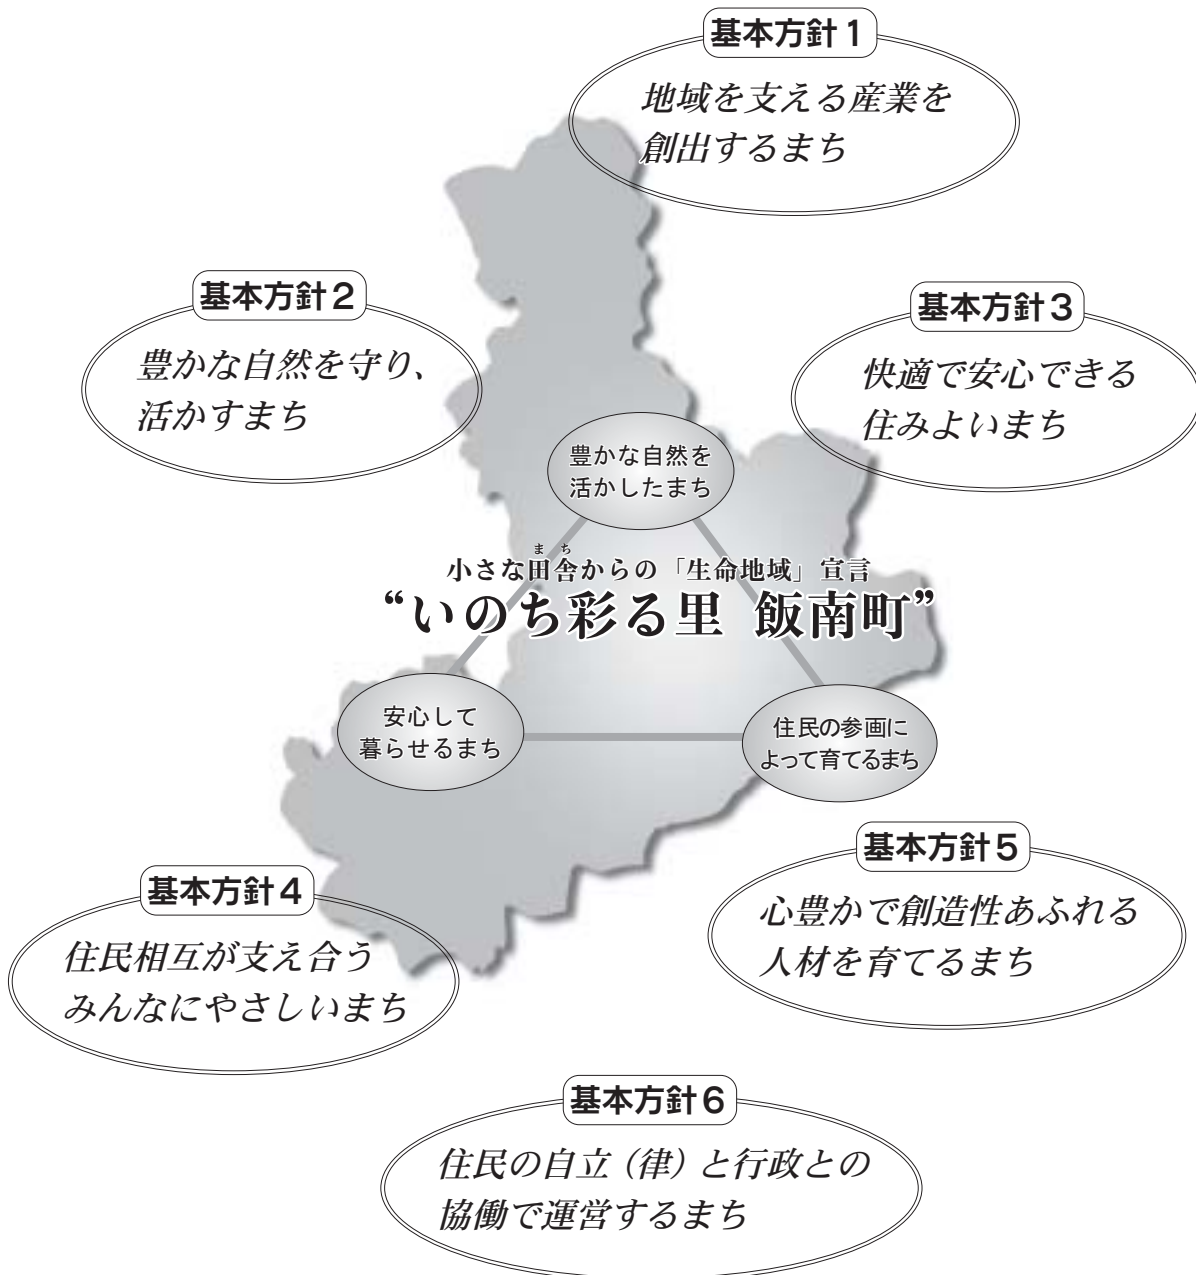 基本方針1
地域を支える産業を
創出するまち
基本方針2
豊かな自然を守り、
活かすまち
基本方針3
快適で安心できる
住みよいまち
豊かな自然を
活かしたまち
まち
小さな田舎からの「生命地域」宣言
“いのち彩る里 飯南町”
安心して
暮らせるまち
住民の参画に
よって育てるまち
基本方針4
住民相互が支え合う
みんなにやさしいまち
基本方針5
心豊かで創造性あふれる
人材を育てるまち
基本方針6
住民の自立（律）と行政との
協働で運営するまち